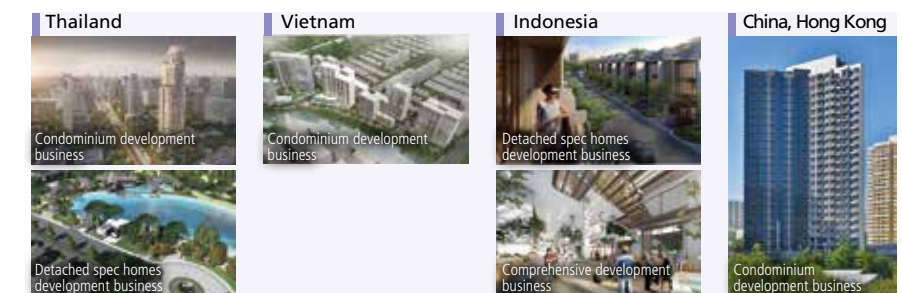 Thailand
Condominium development
business
Detached spec homes
development business
Vietnam
Condominium development
business
Indonesia
Detached spec homes
development business
Comprehensive development
business
China, Hong Kong
Condominium
development business